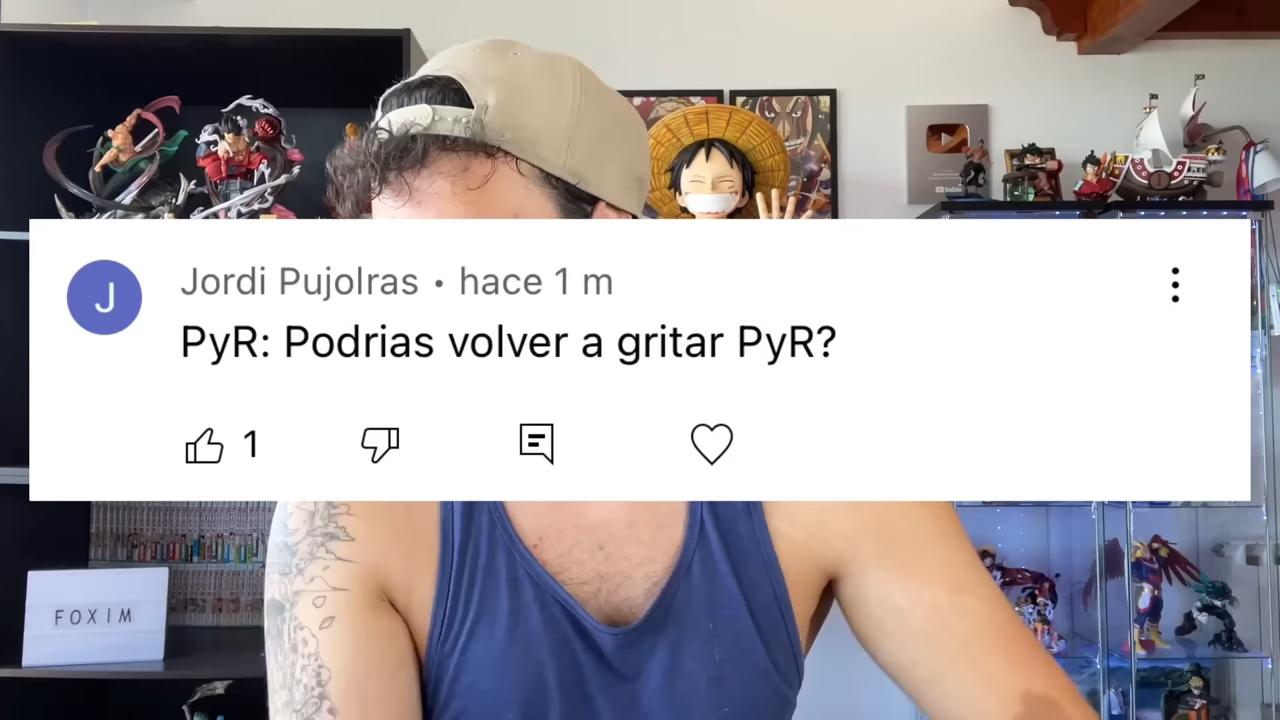 Jordi Pujolras • hace 1 m
PyR: Podrias volver a gritar PyR?
1
FOXIM